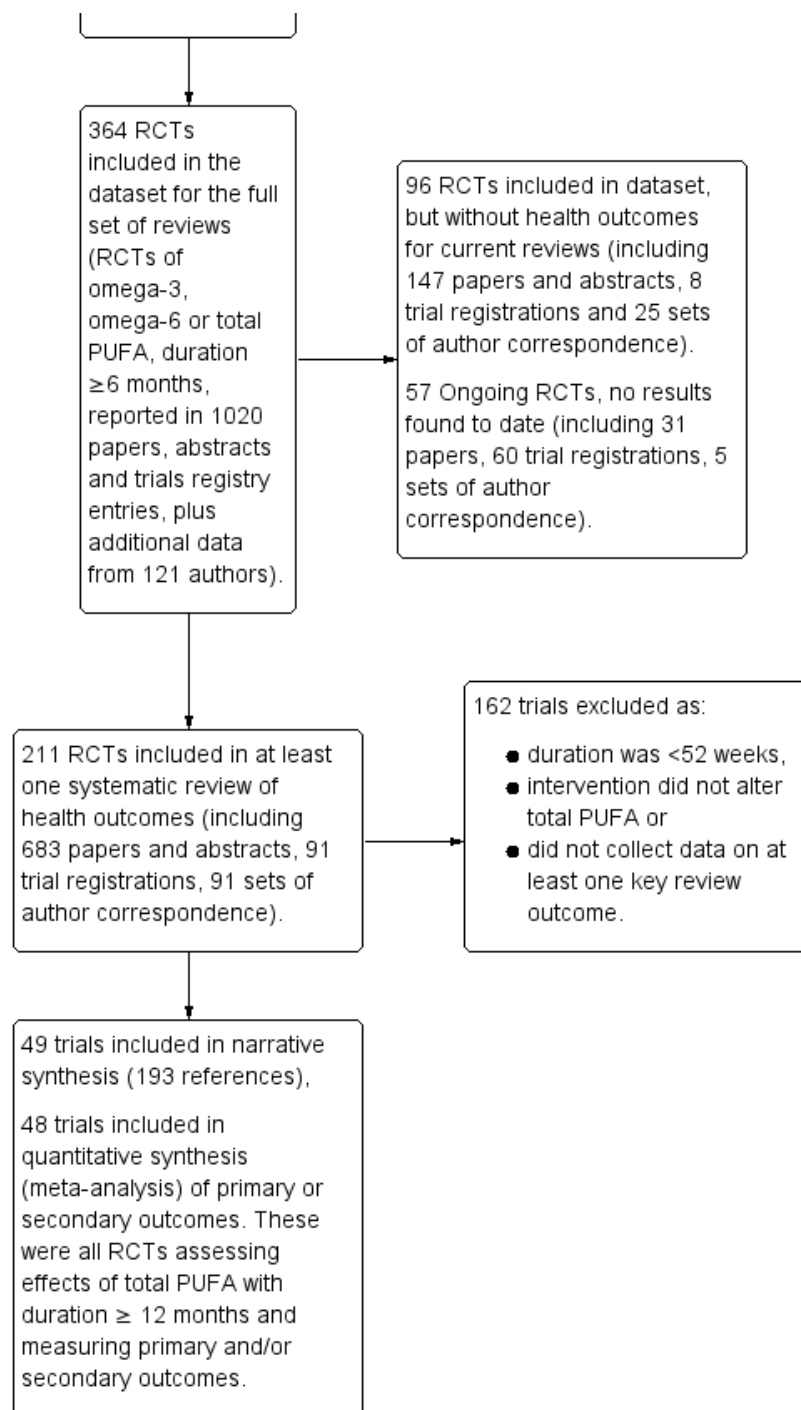 364 RCTs
included in the
dataset for the full
set of reviews
(RCTs of
omega-3,
omega-6 or total
PUFA, duration
≥6 months,
reported in 1020
papers, abstracts
and trials registry
entries, plus
additional data
from 121 authors).
96 RCTs included in dataset,
but without health outcomes
for current reviews (including
147 papers and abstracts, 8
trial registrations and 25 sets
of author correspondence).
57 Ongoing RCTs, no results
found to date (including 31
papers, 60 trial registrations, 5
sets of author
correspondence).
211 RCTs included in at least
one systematic review of
health outcomes (including
683 papers and abstracts, 91
trial registrations, 91 sets of
author correspondence).
162 trials excluded as:
● duration was <52 weeks,
● intervention did not alter
total PUFA or
● did not collect data on at
least one key review
outcome.
49 trials included in narrative
synthesis (193 references),
48 trials included in
quantitative synthesis
(meta-analysis) of primary or
secondary outcomes. These
were all RCTs assessing
effects of total PUFA with
duration ≥ 12 months and
measuring primary and/or
secondary outcomes.